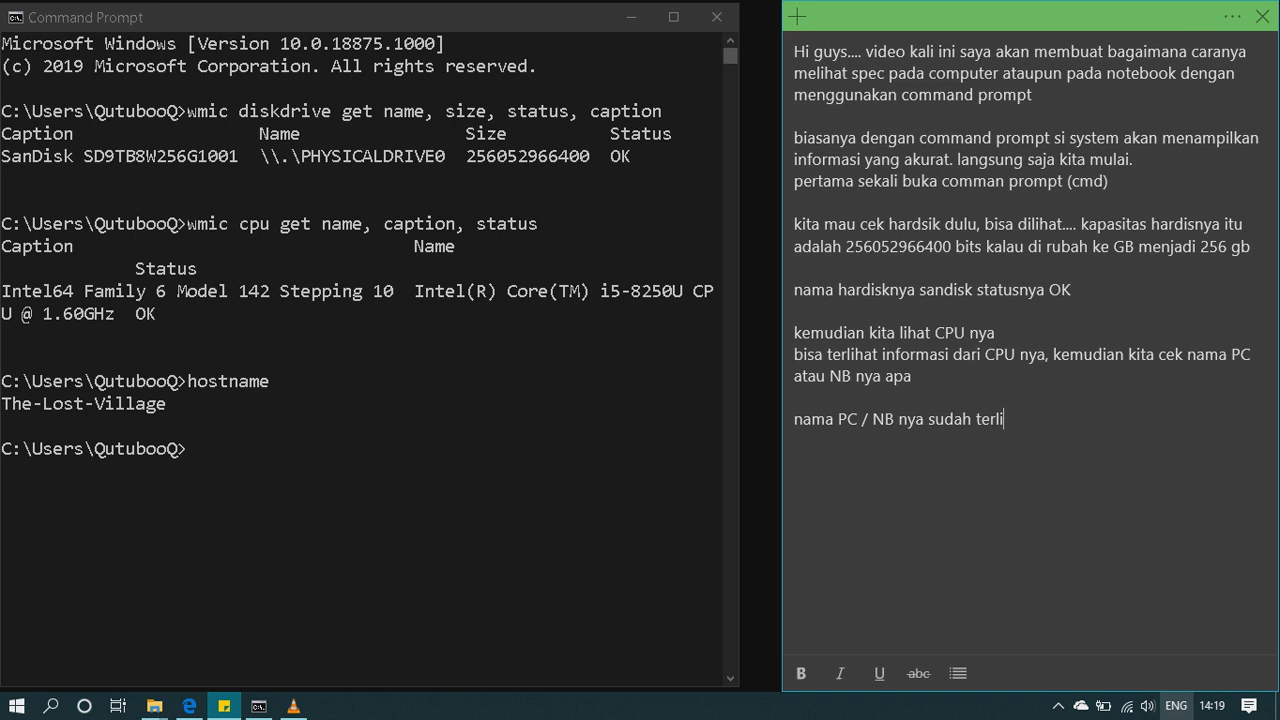 Command Prompt
Microsoft Windows [Version 10.0.18875.1000]
(c) 2019 Microsoft Corporation. All rights reserved.
C:\Users\QutubooQ>wmic diskdrive get name, size, status, caption
Caption Name Size Status
SanDisk SD9TB8W256G1001 \\.\PHYSICALDRIVE0 256052966400 OK
C:\Users\QutubooQ>wmic cpu get name, caption, status
Caption Name
Status
Intel64 Family 6 Model 142 Stepping 10 Intel(R) Core(TM) i5-8250U CP
U @ 1.60GHz OK
C:\Users\QutubooQ>hostname
The-Lost-Village
C:\Users\QutubooQ>
Hi guys.... video kali ini saya akan membuat bagaimana caranya
melihat spec pada computer ataupun pada notebook dengan
menggunakan command prompt
biasanya dengan command prompt si system akan menampilkan
informasi yang akurat. langsung saja kita mulai.
pertama sekali buka comman prompt (cmd)
kita mau cek hardsik dulu, bisa dilihat.... kapasitas hardisnya itu
adalah 256052966400 bits kalau di rubah ke GB menjadi 256 gb
nama hardisknya sandisk statusnya OK
kemudian kita lihat CPU nya
bisa terlihat informasi dari CPU nya, kemudian kita cek nama PC
atau NB nya apa
nama PC / NB nya sudah terli
B I U abc
ENG 14:19